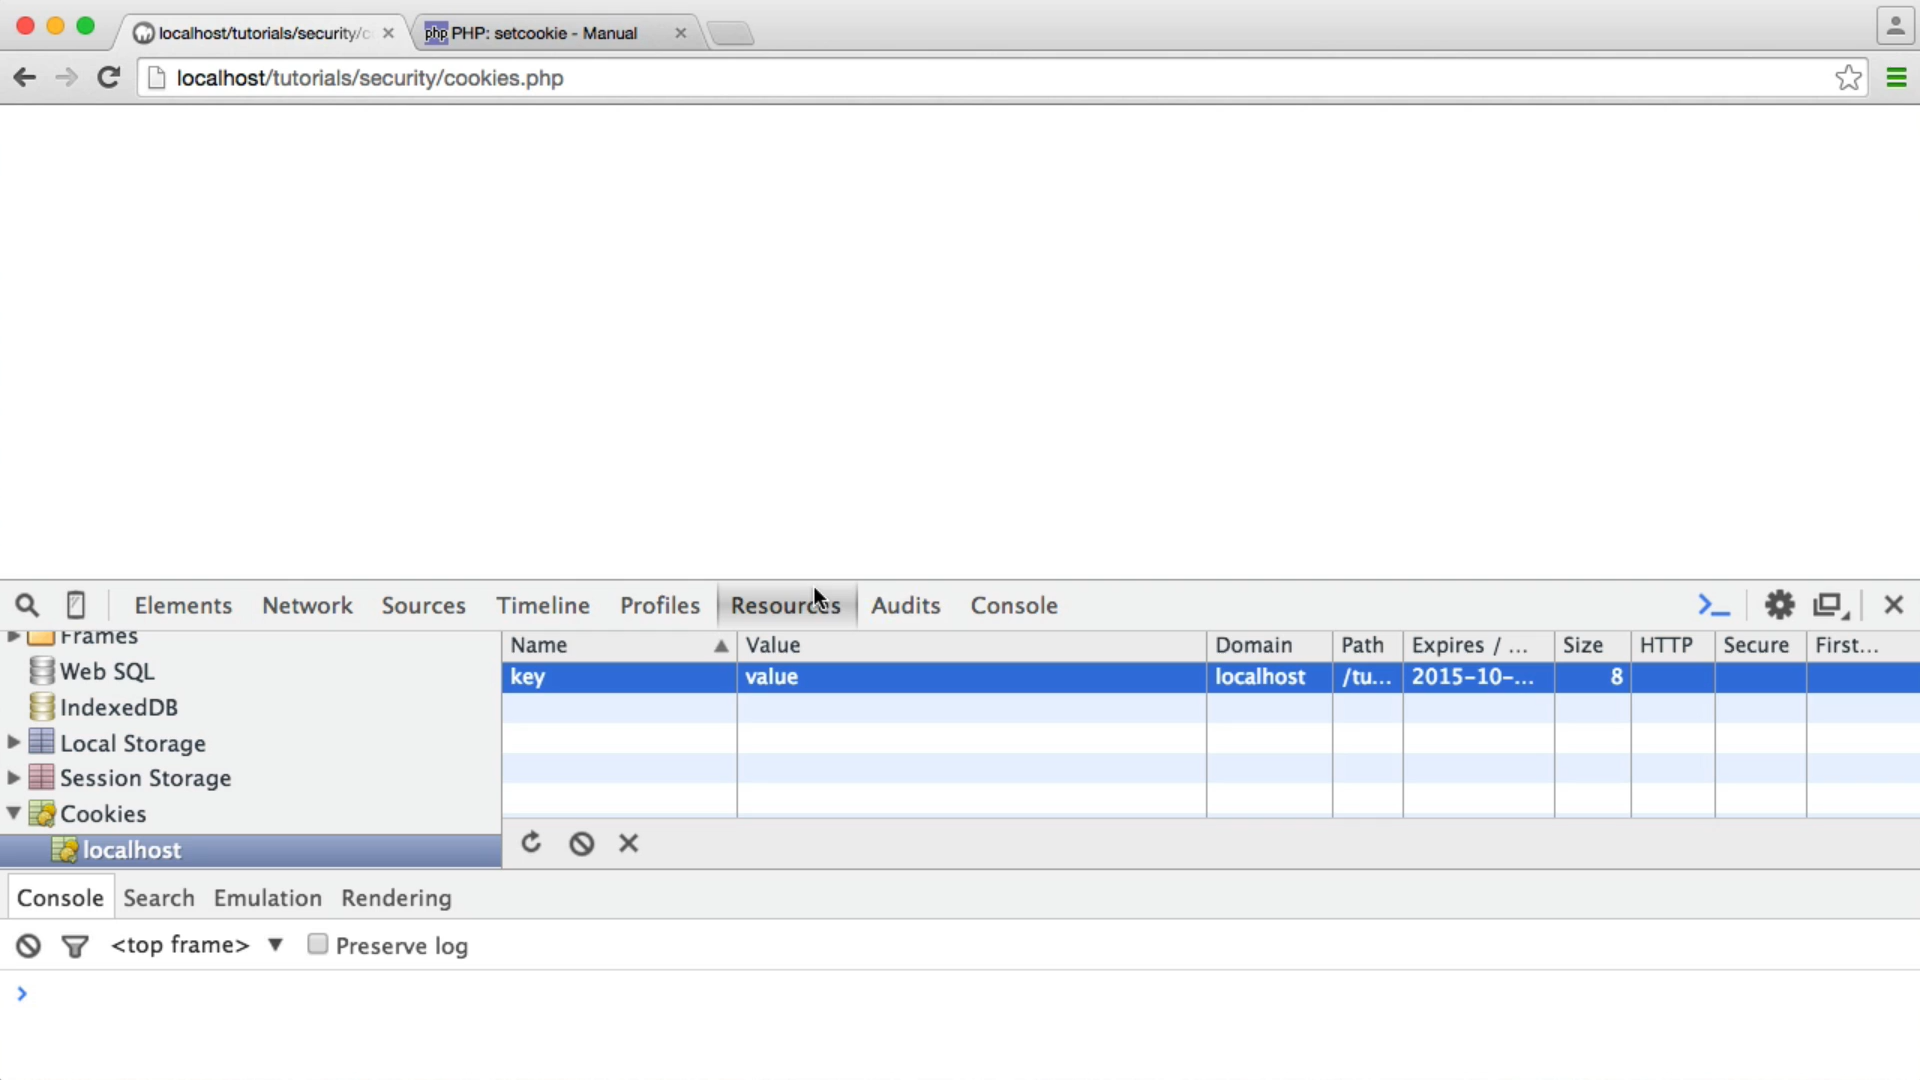 localhost/tutorials/security/c
php PHP: setcookie - Manual
localhost/tutorials/security/cookies.php
Elements Network Sources Timeline Profiles Resources Audits Console
Frames
Web SQL
IndexedDB
Local Storage
Session Storage
Cookies
localhost
Name Value Domain Path Expires / ... Size HTTP Secure First...
key value localhost /tu... 2015-10-... 8
Console Search Emulation Rendering
<top frame> Preserve log